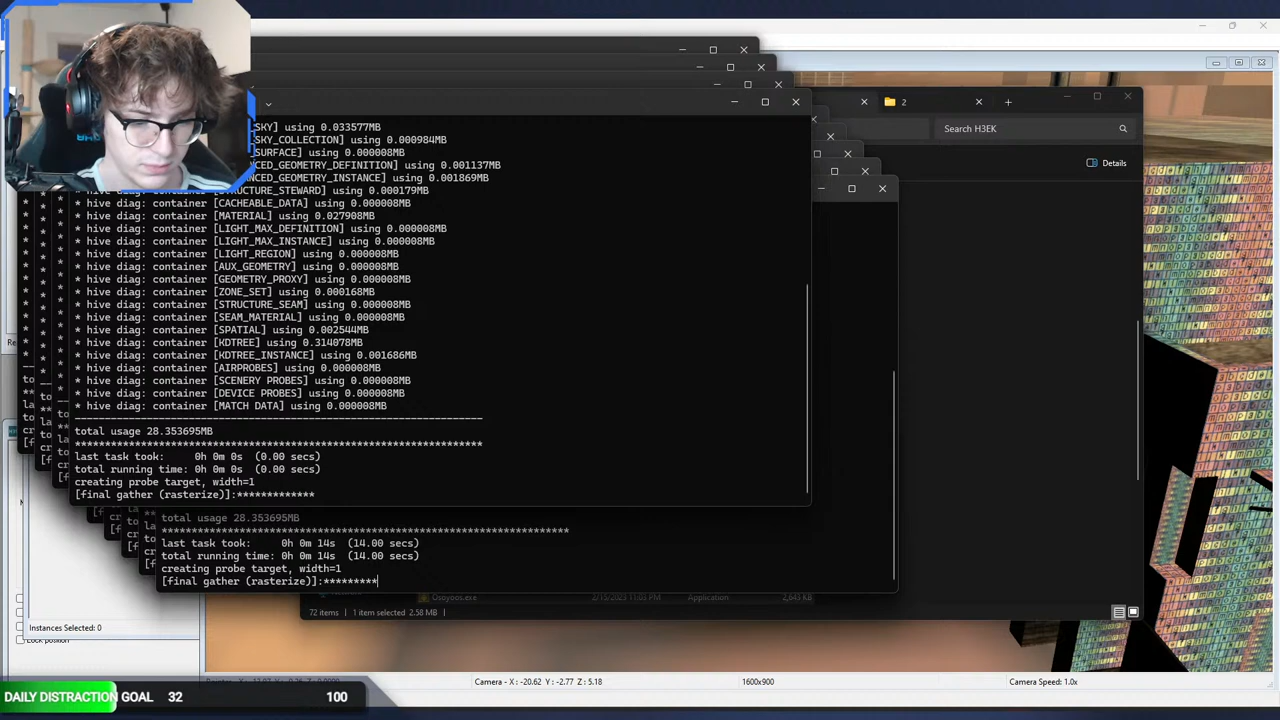 SKY] using 0.033577MB
SKY_COLLECTION] using 0.000984MB
SURFACE] using 0.000008MB
CED_GEOMETRY_DEFINITION] using 0.001137MB
NCED_GEOMETRY_INSTANCE] using 0.001869MB
STRUCTURE_STEWARD] using 0.000179MB
* hive diag: container [CACHEABLE_DATA] using 0.000008MB
* hive diag: container [MATERIAL] using 0.027908MB
* hive diag: container [LIGHT_MAX_DEFINITION] using 0.000008MB
* hive diag: container [LIGHT_MAX_INSTANCE] using 0.000008MB
* hive diag: container [LIGHT_REGION] using 0.000008MB
* hive diag: container [AUX_GEOMETRY] using 0.000008MB
* hive diag: container [GEOMETRY_PROXY] using 0.000008MB
* hive diag: container [ZONE_SET] using 0.000168MB
* hive diag: container [STRUCTURE_SEAM] using 0.000008MB
* hive diag: container [SEAM_MATERIAL] using 0.000008MB
* hive diag: container [SPATIAL] using 0.002544MB
* hive diag: container [KDTREE] using 0.314078MB
* hive diag: container [KDTREE_INSTANCE] using 0.001686MB
* hive diag: container [AIRPROBES] using 0.000008MB
* hive diag: container [SCENERY PROBES] using 0.000008MB
* hive diag: container [DEVICE PROBES] using 0.000008MB
* hive diag: container [MATCH DATA] using 0.000008MB
total usage 28.353695MB
last task took: 0h 0m 0s (0.00 secs)
total running time: 0h 0m 0s (0.00 secs)
creating probe target, width=1
[final gather (rasterize)]:*************
total usage 28.353695MB
last task took: 0h 0m 14s (14.00 secs)
total running time: 0h 0m 14s (14.00 secs)
creating probe target, width=1
[final gather (rasterize)]:*********
2
Search H3EK
Details
2/15/2023 11:03 PM Application 2,643 KB
72 items 1 item selected 2.58 MB
Instances Selected: 0
Lock position
Camera - X : -20.62 Y : -2.77 Z : 5.18
1600x900
Camera Speed: 1.0x
DAILY DISTRACTION GOAL 32 100